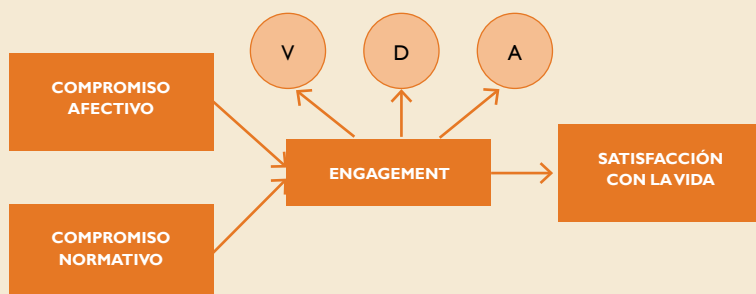 V
D
A
COMPROMISO
AFECTIVO
ENGAGEMENT
SATISFACCIÓN
CON LA VIDA
COMPROMISO
NORMATIVO